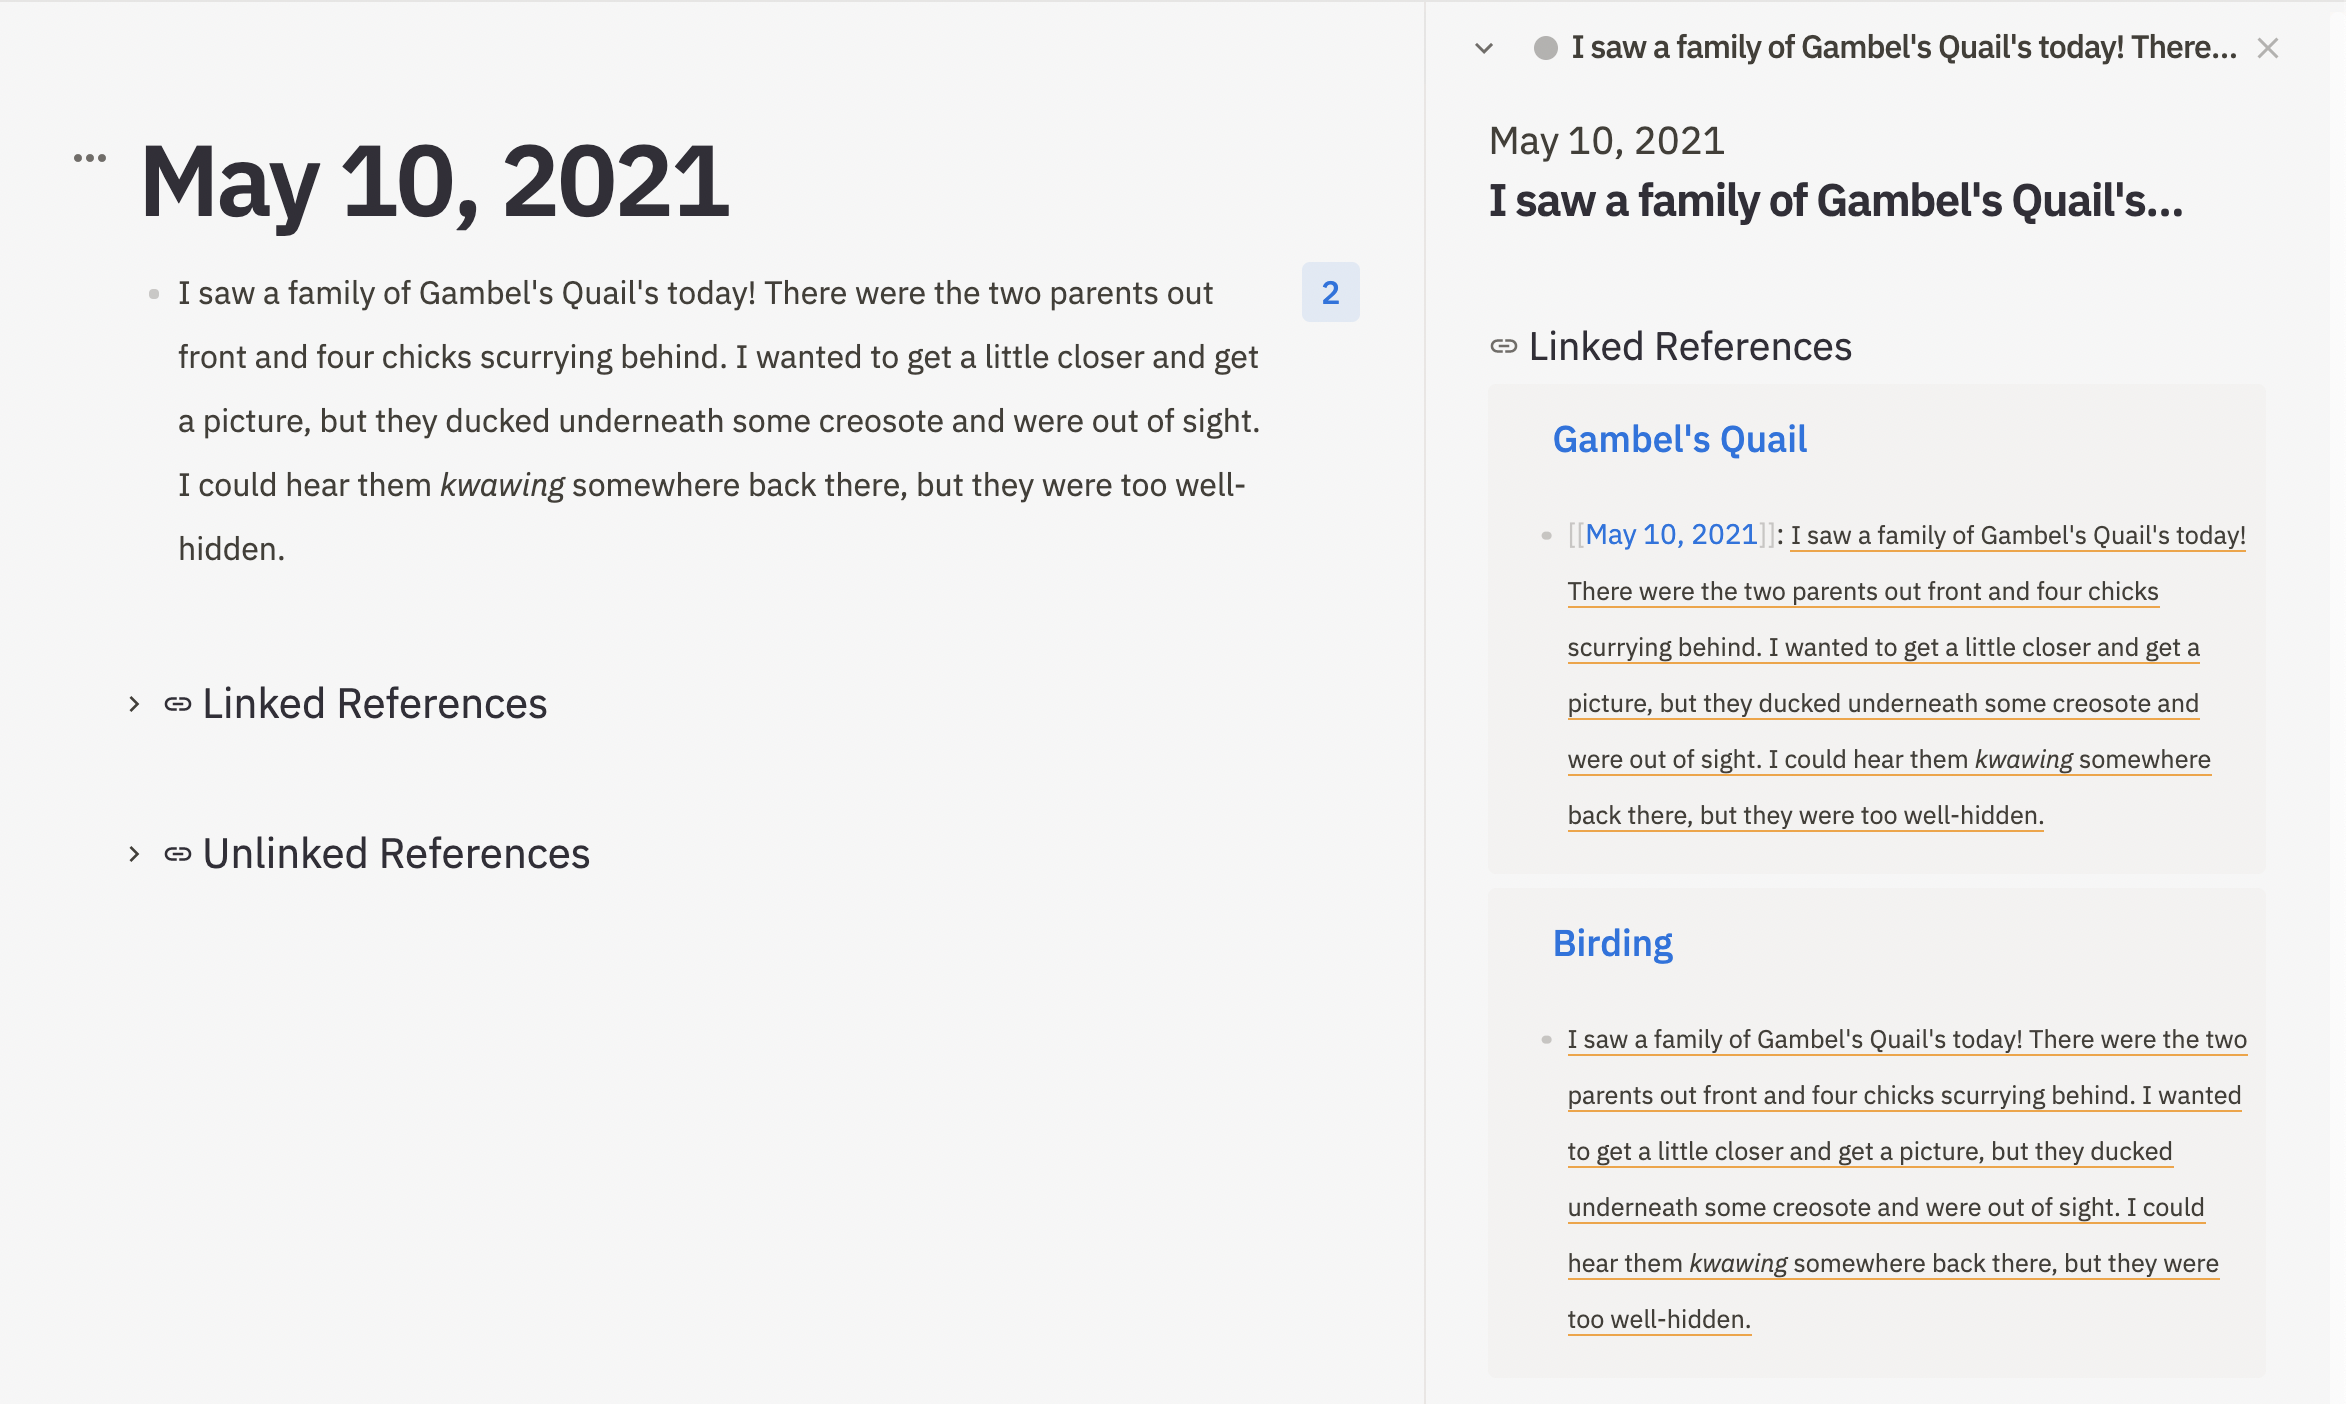 May 10, 2021
I saw a family of Gambel's Quail's today! There were the two parents out
front and four chicks scurrying behind. I wanted to get a little closer and get
a picture, but they ducked underneath some creosote and were out of sight.
I could hear them kwawing somewhere back there, but they were too well-
hidden.
2
Linked References
Unlinked References
I saw a family of Gambel's Quail's today! There...
May 10, 2021
I saw a family of Gambel's Quail's...
Linked References
Gambel's Quail
[[May 10, 2021]]: I saw a family of Gambel's Quail's today!
There were the two parents out front and four chicks
scurrying behind. I wanted to get a little closer and get a
picture, but they ducked underneath some creosote and
were out of sight. I could hear them kwawing somewhere
back there, but they were too well-hidden.
Birding
I saw a family of Gambel's Quail's today! There were the two
parents out front and four chicks scurrying behind. I wanted
to get a little closer and get a picture, but they ducked
underneath some creosote and were out of sight. I could
hear them kwawing somewhere back there, but they were
too well-hidden.